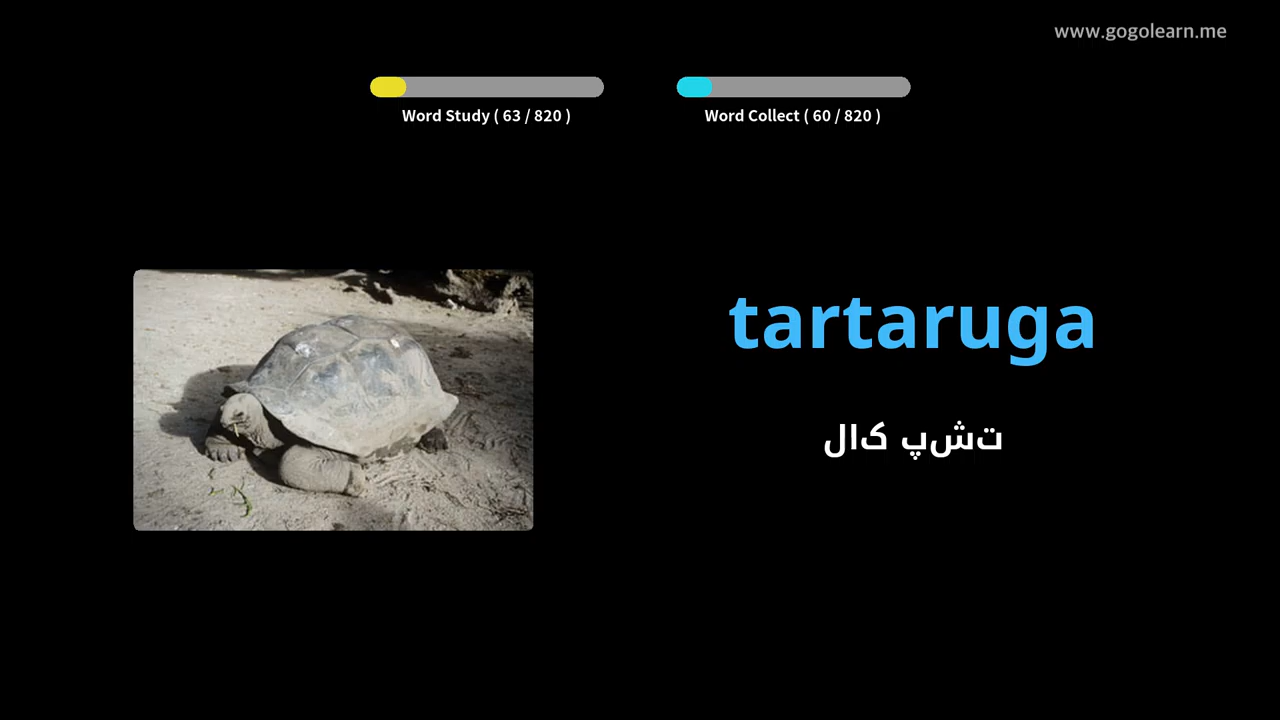 www.gogolearn.me
Word Study ( 63 / 820 )
Word Collect ( 60 / 820 )
tartaruga
تشپ کال